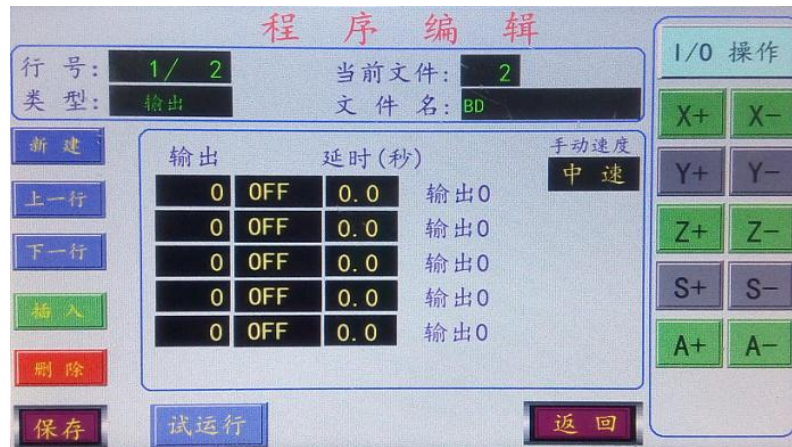 程序编辑
行号: 1/ 2 当前文件: 2
类型: 输出 文件名: BD
I/O 操作
X+ X-
Y+ Y-
Z+ Z-
S+ S-
A+ A-
新建
上一行
下一行
插入
删除
输出 延时(秒) 手动速度
中速
0 OFF 0.0 输出0
0 OFF 0.0 输出0
0 OFF 0.0 输出0
0 OFF 0.0 输出0
0 OFF 0.0 输出0
保存 试运行 返回